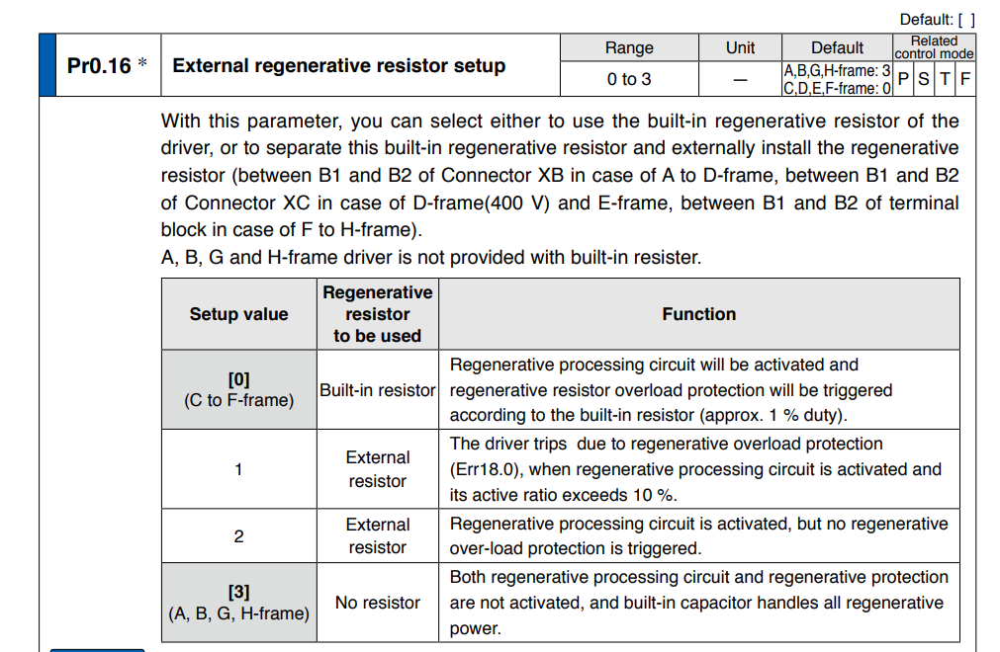 Default: [ ]
Pr0.16 *
External regenerative resistor setup
Range
Unit
Default
Related
control mode
0 to 3
—
A,B,G,H-frame: 3
C,D,E,F-frame: 0
P S T F
With this parameter, you can select either to use the built-in regenerative resistor of the
driver, or to separate this built-in regenerative resistor and externally install the regenerative
resistor (between B1 and B2 of Connector XB in case of A to D-frame, between B1 and B2
of Connector XC in case of D-frame(400 V) and E-frame, between B1 and B2 of terminal
block in case of F to H-frame).
A, B, G and H-frame driver is not provided with built-in resister.
Setup value
Regenerative
resistor
to be used
Function
[0]
(C to F-frame)
Built-in resistor
Regenerative processing circuit will be activated and
regenerative resistor overload protection will be triggered
according to the built-in resistor (approx. 1 % duty).
1
External
resistor
The driver trips due to regenerative overload protection
(Err18.0), when regenerative processing circuit is activated and
its active ratio exceeds 10 %.
2
External
resistor
Regenerative processing circuit is activated, but no regenerative
over-load protection is triggered.
[3]
(A, B, G, H-frame)
No resistor
Both regenerative processing circuit and regenerative protection
are not activated, and built-in capacitor handles all regenerative
power.